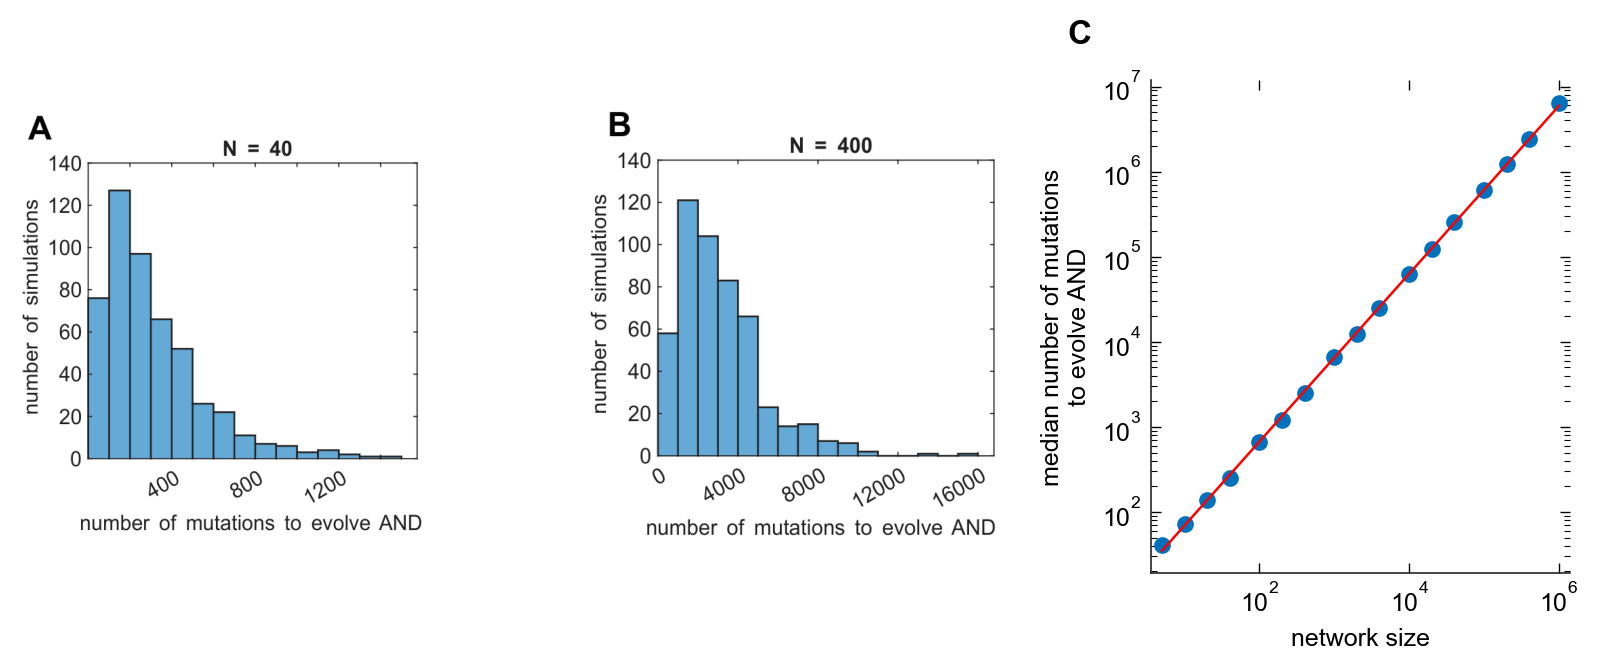 A
N = 40
140
120
100
80
60
40
20
0
number of simulations
400
800
1200
number of mutations to evolve AND
B
N = 400
140
120
100
80
60
40
20
0
number of simulations
0
4000
8000
12000
16000
number of mutations to evolve AND
C
10^7
10^6
10^5
10^4
10^3
10^2
median number of mutations
to evolve AND
10^2
10^4
10^6
network size